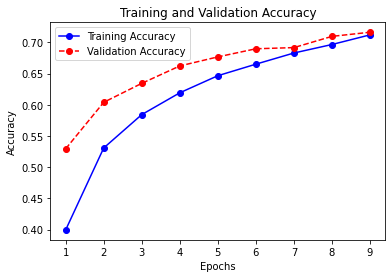 Training and Validation Accuracy
Training Accuracy
Validation Accuracy
0.70
0.65
0.60
0.55
0.50
0.45
0.40
Accuracy
1 2 3 4 5 6 7 8 9
Epochs